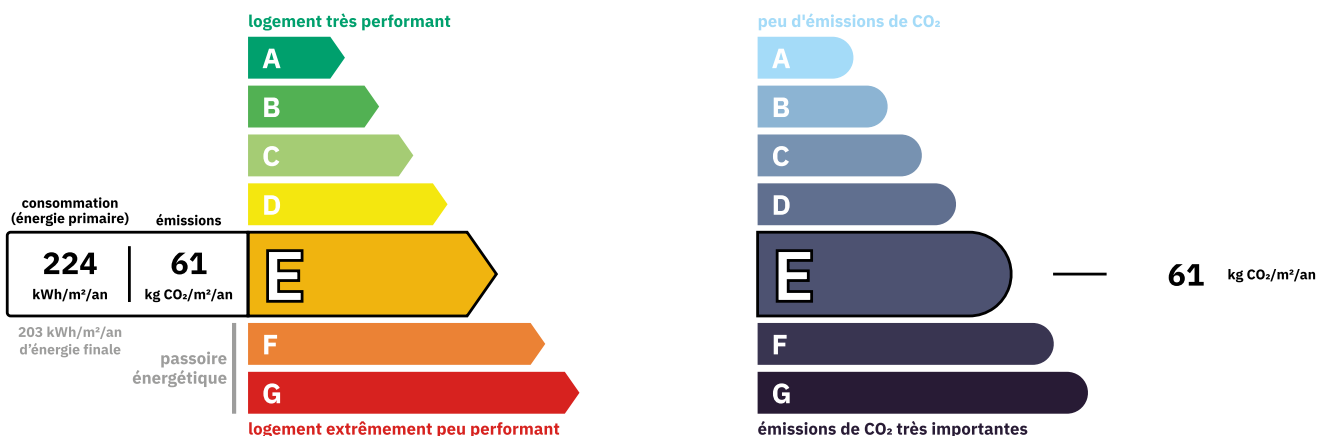 logement très performant
A
B
C
D
consommation
(énergie primaire)
émissions
224
kWh/m²/an
61
kg CO₂/m²/an
E
203 kWh/m²/an
d'énergie finale
passoire
énergétique
F
G
logement extrêmement peu performant
peu d'émissions de CO₂
A
B
C
D
E
61 kg CO₂/m²/an
F
G
émissions de CO₂ très importantes